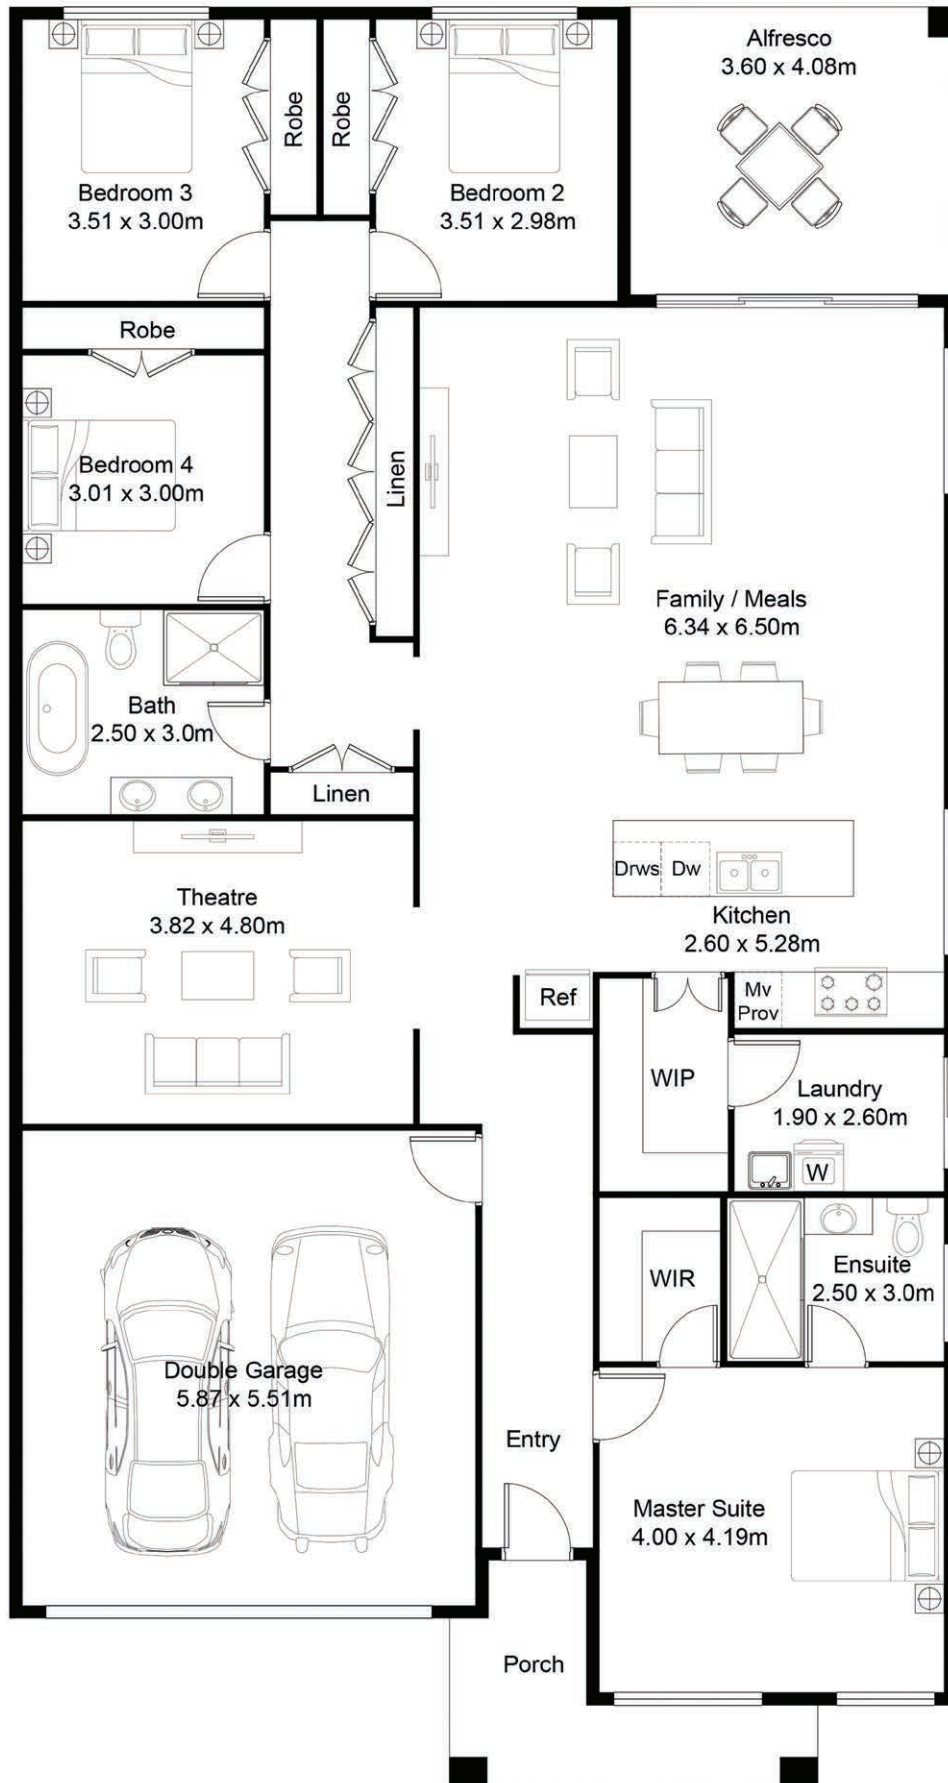 Alfresco
3.60 x 4.08m
Robe
Robe
Bedroom 3
3.51 x 3.00m
Bedroom 2
3.51 x 2.98m
Robe
Bedroom 4
3.01 x 3.00m
Linen
Family / Meals
6.34 x 6.50m
Bath
2.50 x 3.0m
Linen
Drws
Dw
Theatre
3.82 x 4.80m
Kitchen
2.60 x 5.28m
Ref
Mv
Prov
WIP
Laundry
1.90 x 2.60m
W
WIR
Ensuite
2.50 x 3.0m
Double Garage
5.87 x 5.51m
Entry
Master Suite
4.00 x 4.19m
Porch